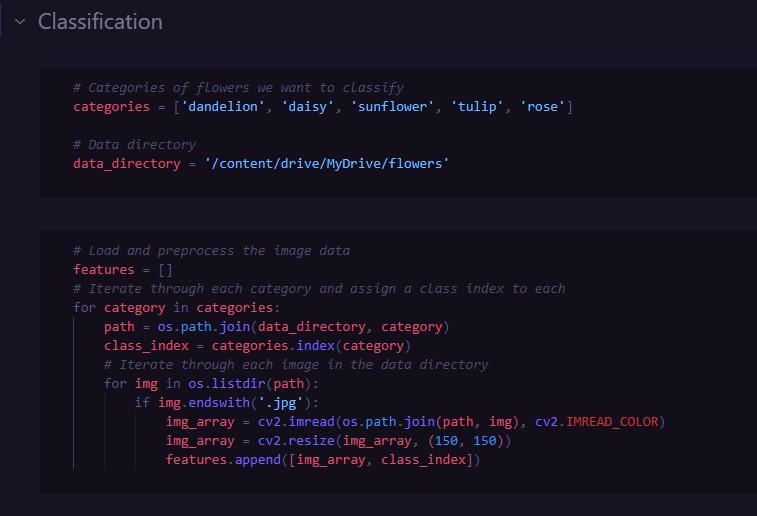 Classification
# Categories of flowers we want to classify
categories = ['dandelion', 'daisy', 'sunflower', 'tulip', 'rose']
# Data directory
data_directory = '/content/drive/MyDrive/flowers'
# Load and preprocess the image data
features = []
# Iterate through each category and assign a class index to each
for category in categories:
    path = os.path.join(data_directory, category)
    class_index = categories.index(category)
    # Iterate through each image in the data directory
    for img in os.listdir(path):
        if img.endswith('.jpg'):
            img_array = cv2.imread(os.path.join(path, img), cv2.IMREAD_COLOR)
            img_array = cv2.resize(img_array, (150, 150))
            features.append([img_array, class_index])